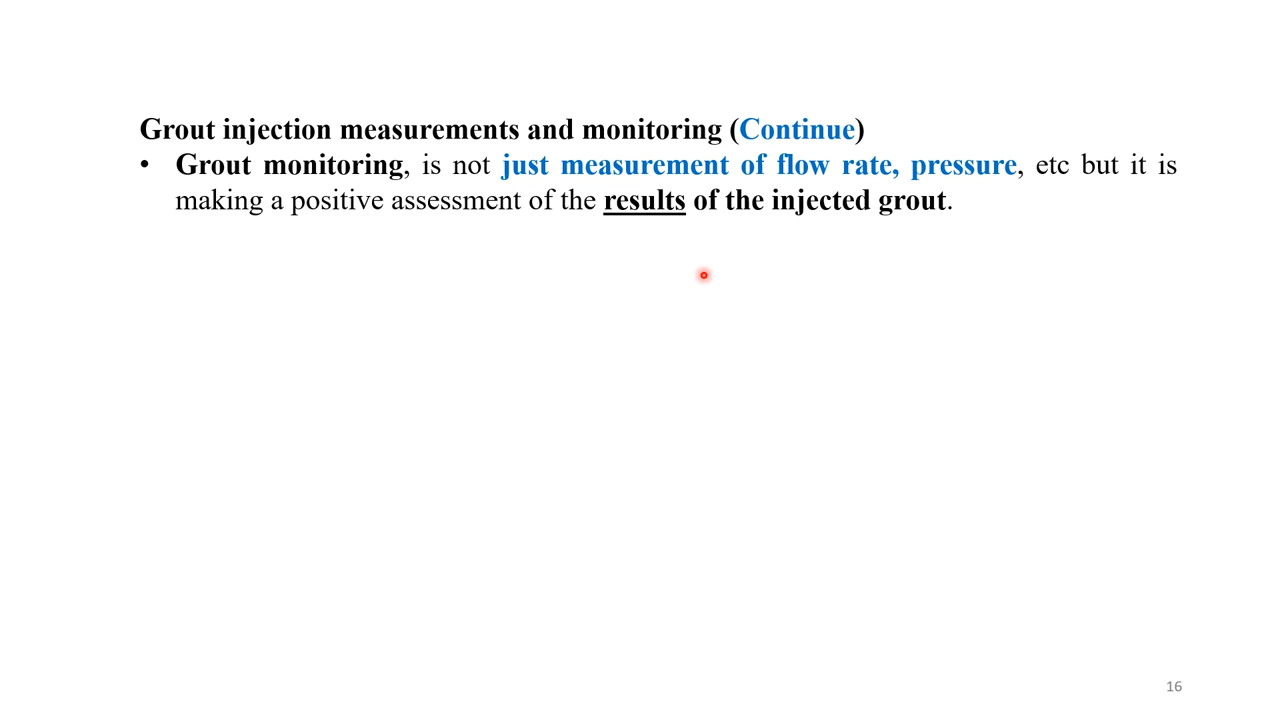 Grout injection measurements and monitoring (Continue)
• Grout monitoring, is not just measurement of flow rate, pressure, etc but it is
making a positive assessment of the results of the injected grout.
16